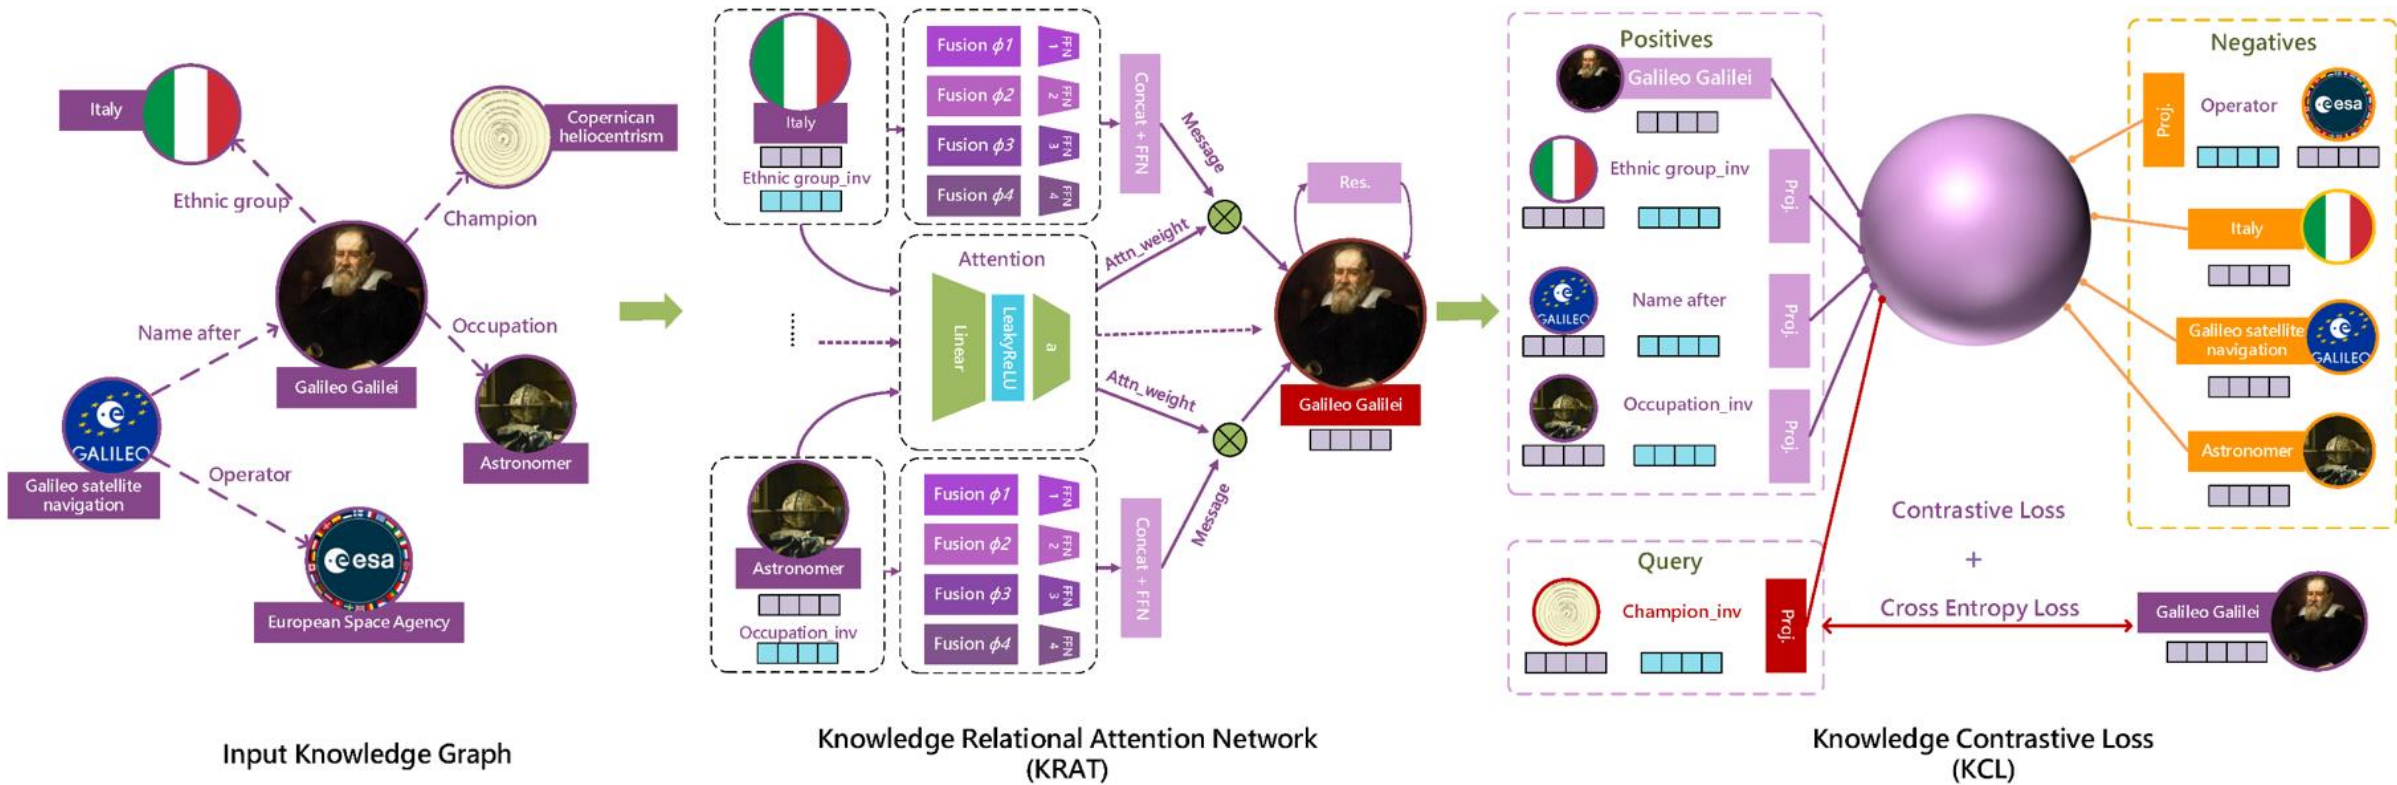 Italy
Copernican
heliocentrism
Ethnic group
Champion
Name after
Occupation
Galileo Galilei
GALILEO
Galileo satellite
navigation
Astronomer
Operator
esa
European Space Agency
Input Knowledge Graph
Italy
Ethnic group_inv
Fusion ϕ1
FFN 1
Fusion ϕ2
FFN 2
Fusion ϕ3
FFN 3
Fusion ϕ4
FFN 4
Concat + FFN
Message
Attn_weight
Res.
Attention
Linear
LeakyReLU
a
Attn_weight
Message
Galileo Galilei
Astronomer
Occupation_inv
Fusion ϕ1
FFN 1
Fusion ϕ2
FFN 2
Fusion ϕ3
FFN 3
Fusion ϕ4
FFN 4
Concat + FFN
Knowledge Relational Attention Network
(KRAT)
Positives
Galileo Galilei
Ethnic group_inv
Proj.
Name after
GALILEO
Proj.
Occupation_inv
Proj.
Query
Champion_inv
Proj.
Negatives
Proj.
Operator
esa
Italy
Galileo satellite
navigation
GALILEO
Astronomer
Contrastive Loss
+
Cross Entropy Loss
Galileo Galilei
Knowledge Contrastive Loss
(KCL)